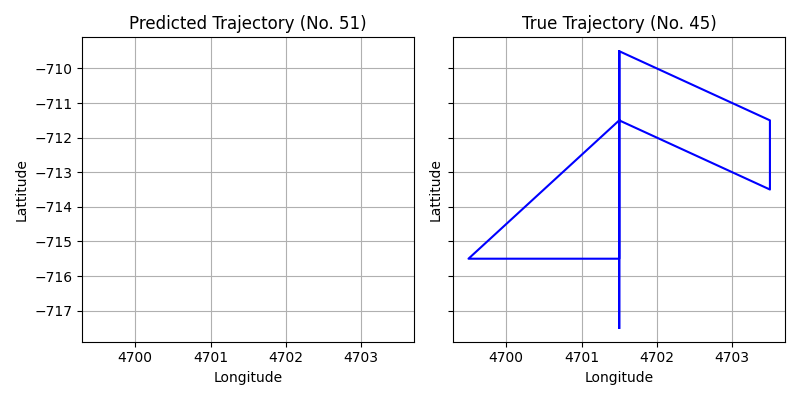 Predicted Trajectory (No. 51)
True Trajectory (No. 45)
−710
−711
−712
−713
−714
−715
−716
−717
Lattitude
Lattitude
4700 4701 4702 4703
4700 4701 4702 4703
Longitude
Longitude